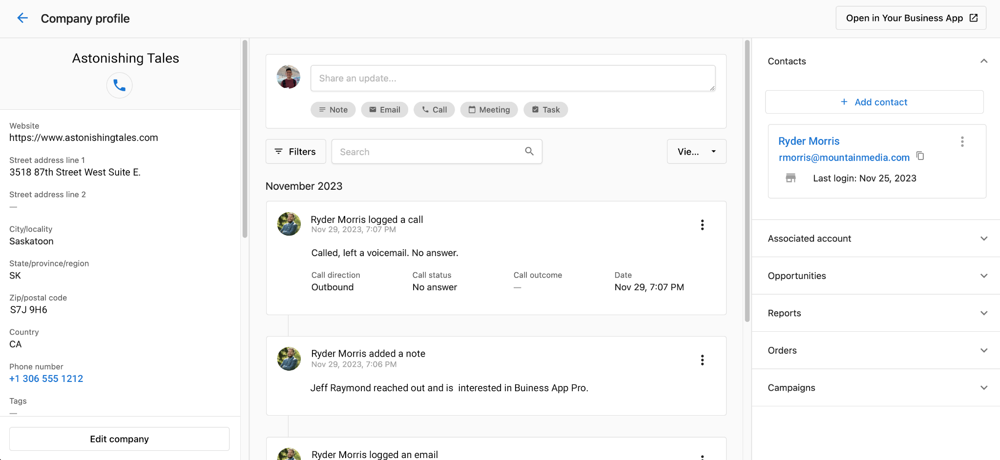 Company profile
Open in Your Business App
Astonishing Tales
Website
https://www.astonishingtales.com
Street address line 1
3518 87th Street West Suite E.
Street address line 2
—
City/locality
Saskatoon
State/province/region
SK
Zip/postal code
S7J 9H6
Country
CA
Phone number
+1 306 555 1212
Tags
—
Edit company
Share an update...
Note Email Call Meeting Task
Filters Search Vie...
November 2023
Ryder Morris logged a call
Nov 29, 2023, 7:07 PM
Called, left a voicemail. No answer.
Call direction Call status Call outcome Date
Outbound No answer — Nov 29, 7:07 PM
Ryder Morris added a note
Nov 29, 2023, 7:06 PM
Jeff Raymond reached out and is  interested in Buiness App Pro.
Ryder Morris logged an email
Contacts
+ Add contact
Ryder Morris
rmorris@mountainmedia.com
Last login: Nov 25, 2023
Associated account
Opportunities
Reports
Orders
Campaigns